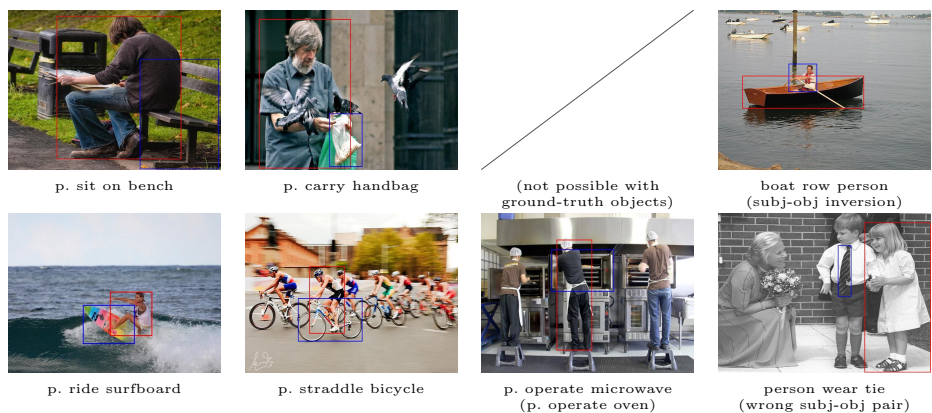 p. sit on bench
p. carry handbag
(not possible with
ground-truth objects)
boat row person
(subj-obj inversion)
p. ride surfboard
p. straddle bicycle
p. operate microwave
(p. operate oven)
person wear tie
(wrong subj-obj pair)